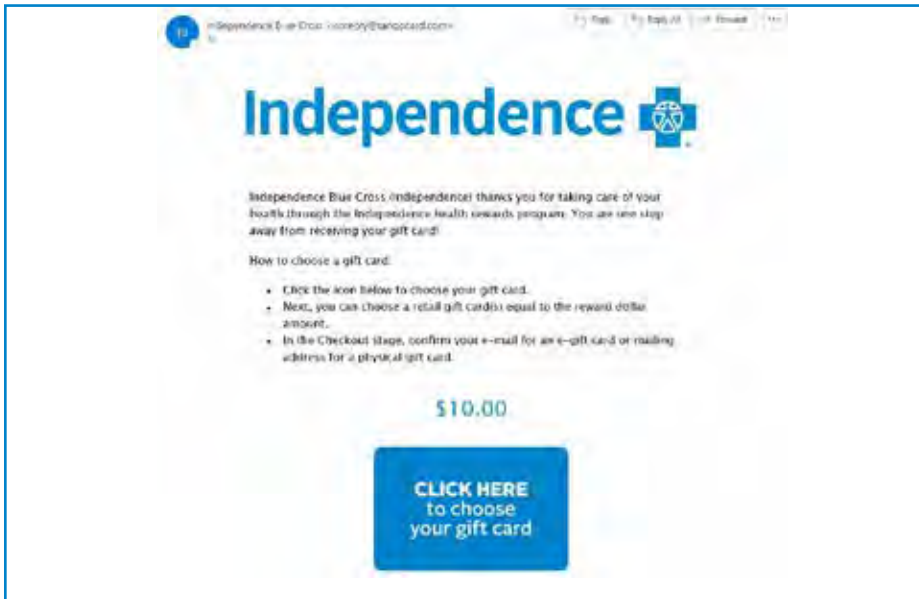 Independence Blue Cross
Reply Reply All Forward
Independence
Independence Blue Cross (Independence) thanks you for taking care of your
health through the Independence health rewards program. You are one step
away from receiving your gift card!
How to choose a gift card:
• Click the icon below to choose your gift card.
• Next, you can choose a retail gift card(s) equal to the reward dollar
amount.
• In the Checkout stage, confirm your e-mail for an e-gift card or mailing
address for a physical gift card.
$10.00
CLICK HERE
to choose
your gift card